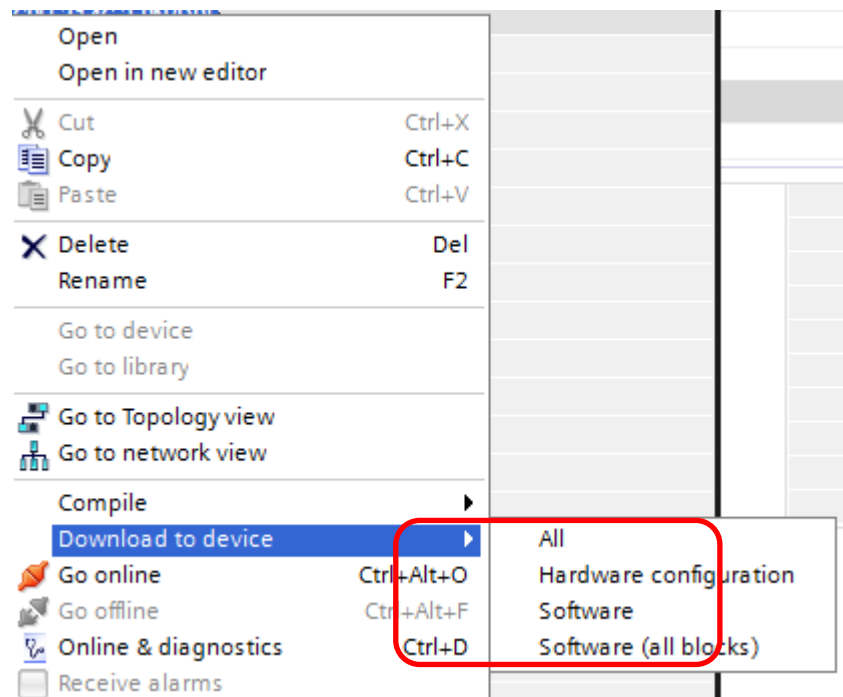 Open
Open in new editor
Cut Ctrl+X
Copy Ctrl+C
Paste Ctrl+V
Delete Del
Rename F2
Go to device
Go to library
Go to Topology view
Go to network view
Compile
Download to device All
Go online Ctrl+Alt+O Hardware configuration
Go offline Ctrl+Alt+F Software
Online & diagnostics Ctrl+D Software (all blocks)
Receive alarms